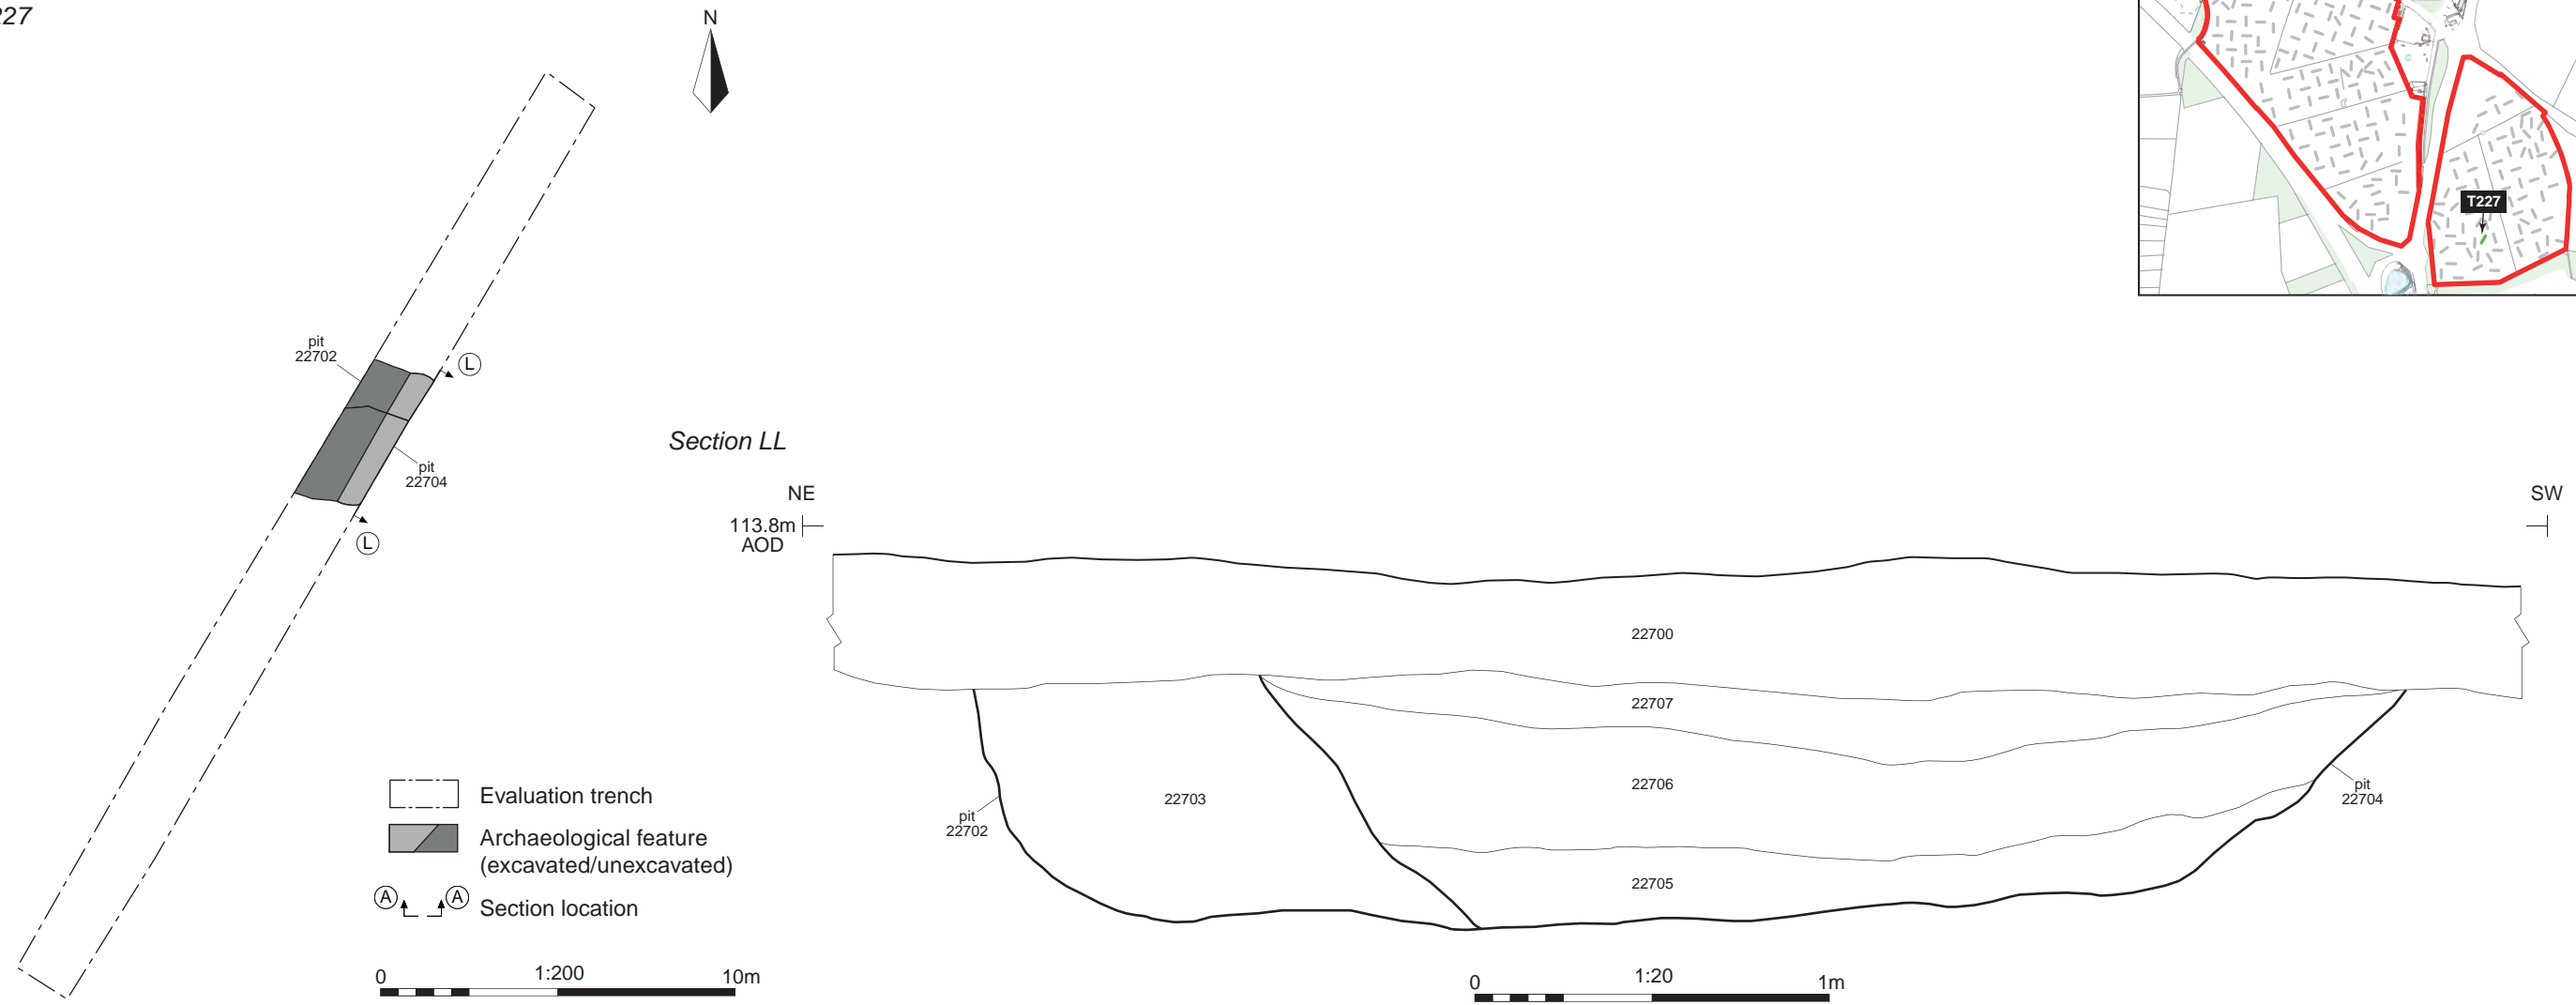 227
N
T227
pit
22702
L
pit
22704
L
Section LL
NE
SW
113.8m
AOD
22700
22707
22706
22703
22705
pit
22702
pit
22704
Evaluation trench
Archaeological feature
(excavated/unexcavated)
A A Section location
0 1:200 10m
0 1:20 1m